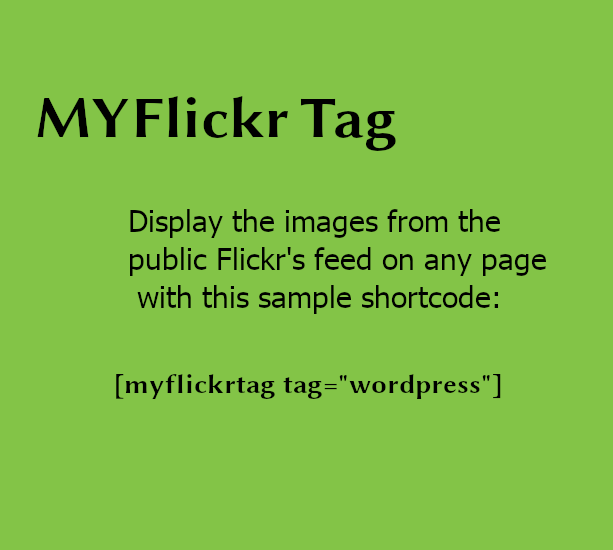 MYFlickr Tag
Display the images from the
public Flickr's feed on any page
with this sample shortcode:
[myflickrtag tag="wordpress"]